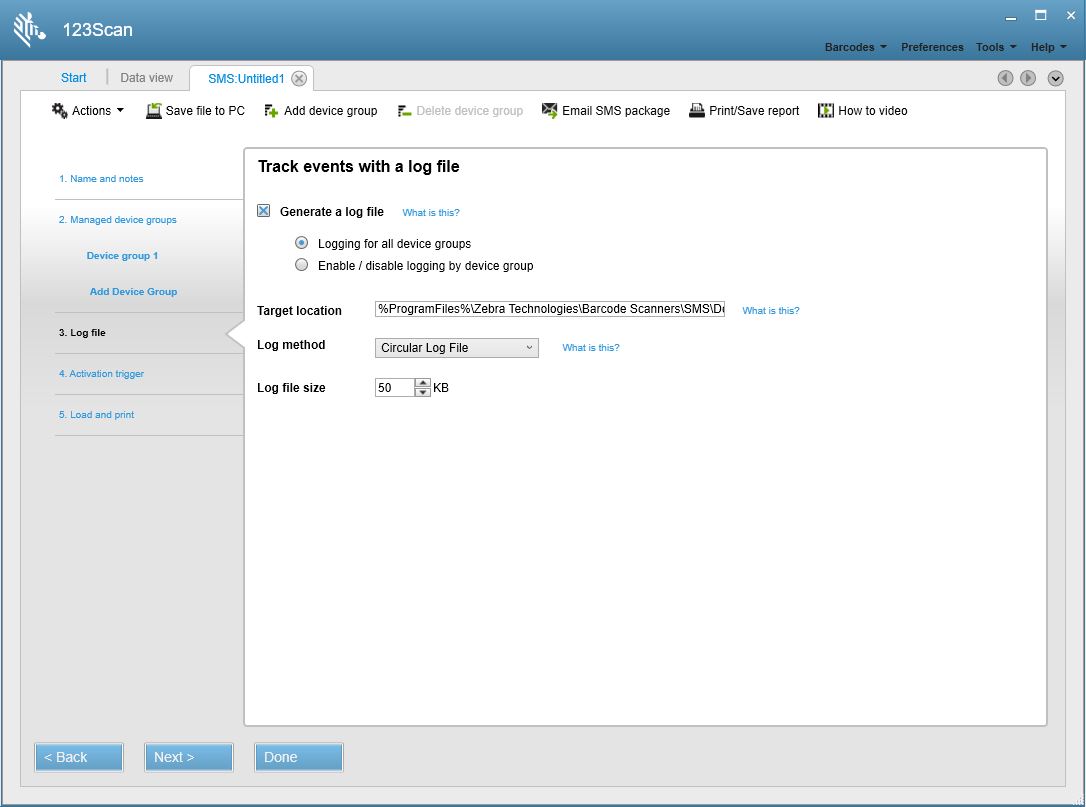 123Scan
Barcodes Preferences Tools Help
Start Data view SMS:Untitled1
Actions Save file to PC Add device group Delete device group Email SMS package Print/Save report How to video
Track events with a log file
1. Name and notes
2. Managed device groups
Device group 1
Add Device Group
3. Log file
4. Activation trigger
5. Load and print
Generate a log file What is this?
Logging for all device groups
Enable / disable logging by device group
Target location %ProgramFiles%\Zebra Technologies\Barcode Scanners\SMS\D What is this?
Log method Circular Log File What is this?
Log file size 50 KB
< Back Next > Done